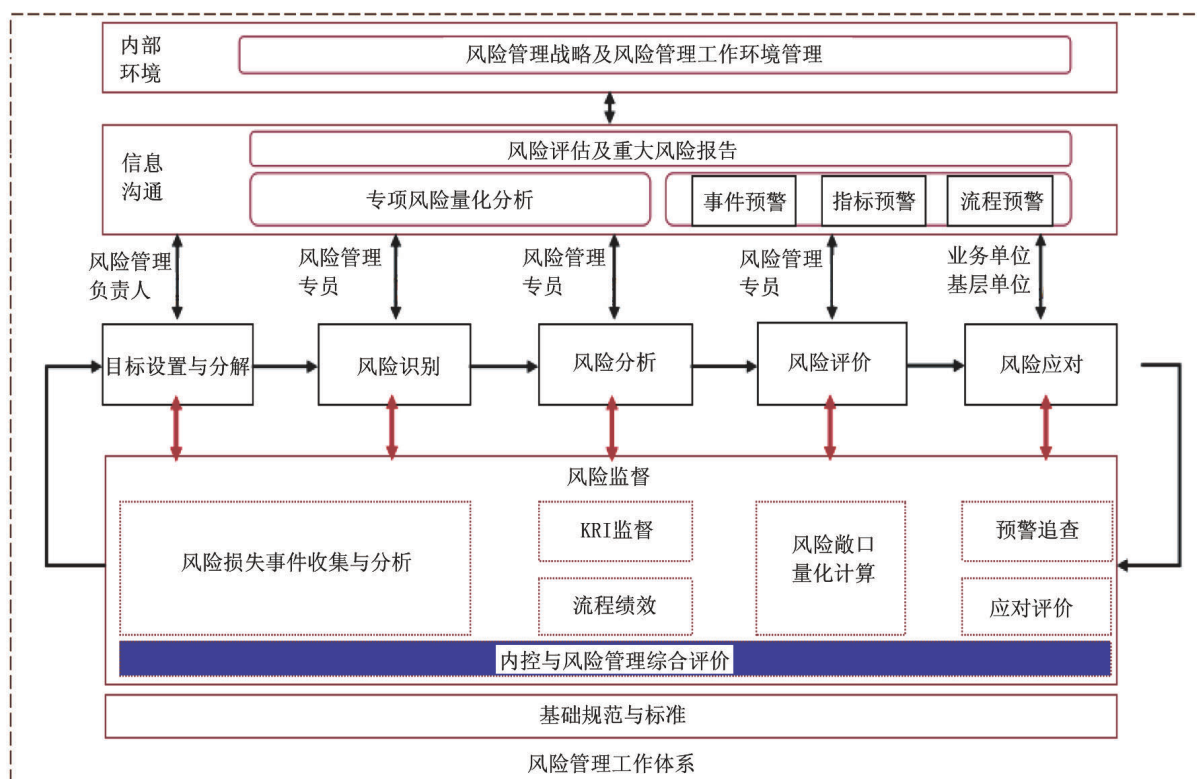 内部
环境
风险管理战略及风险管理工作环境管理
信息
沟通
风险评估及重大风险报告
专项风险量化分析
事件预警
指标预警
流程预警
风险管理
负责人
风险管理
专员
风险管理
专员
风险管理
专员
业务单位
基层单位
目标设置与分解
风险识别
风险分析
风险评价
风险应对
风险监督
风险损失事件收集与分析
KRI监督
流程绩效
风险敞口
量化计算
预警追查
应对评价
内控与风险管理综合评价
基础规范与标准
风险管理工作体系